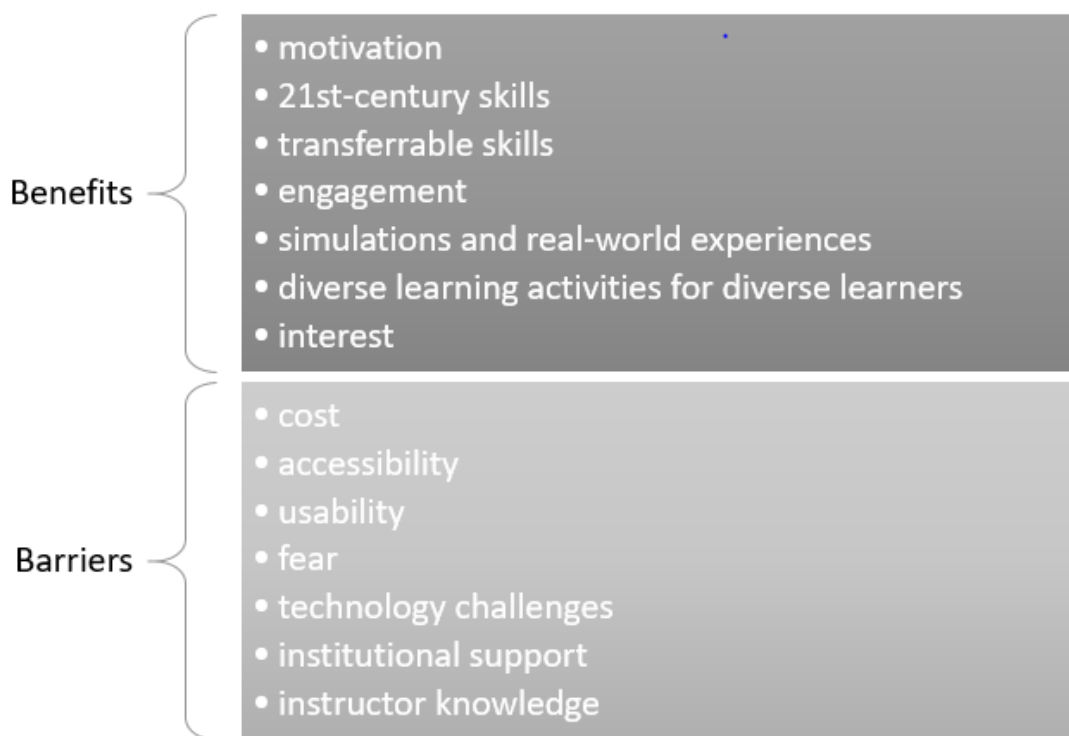 Benefits
• motivation
• 21st-century skills
• transferrable skills
• engagement
• simulations and real-world experiences
• diverse learning activities for diverse learners
• interest
Barriers
• cost
• accessibility
• usability
• fear
• technology challenges
• institutional support
• instructor knowledge